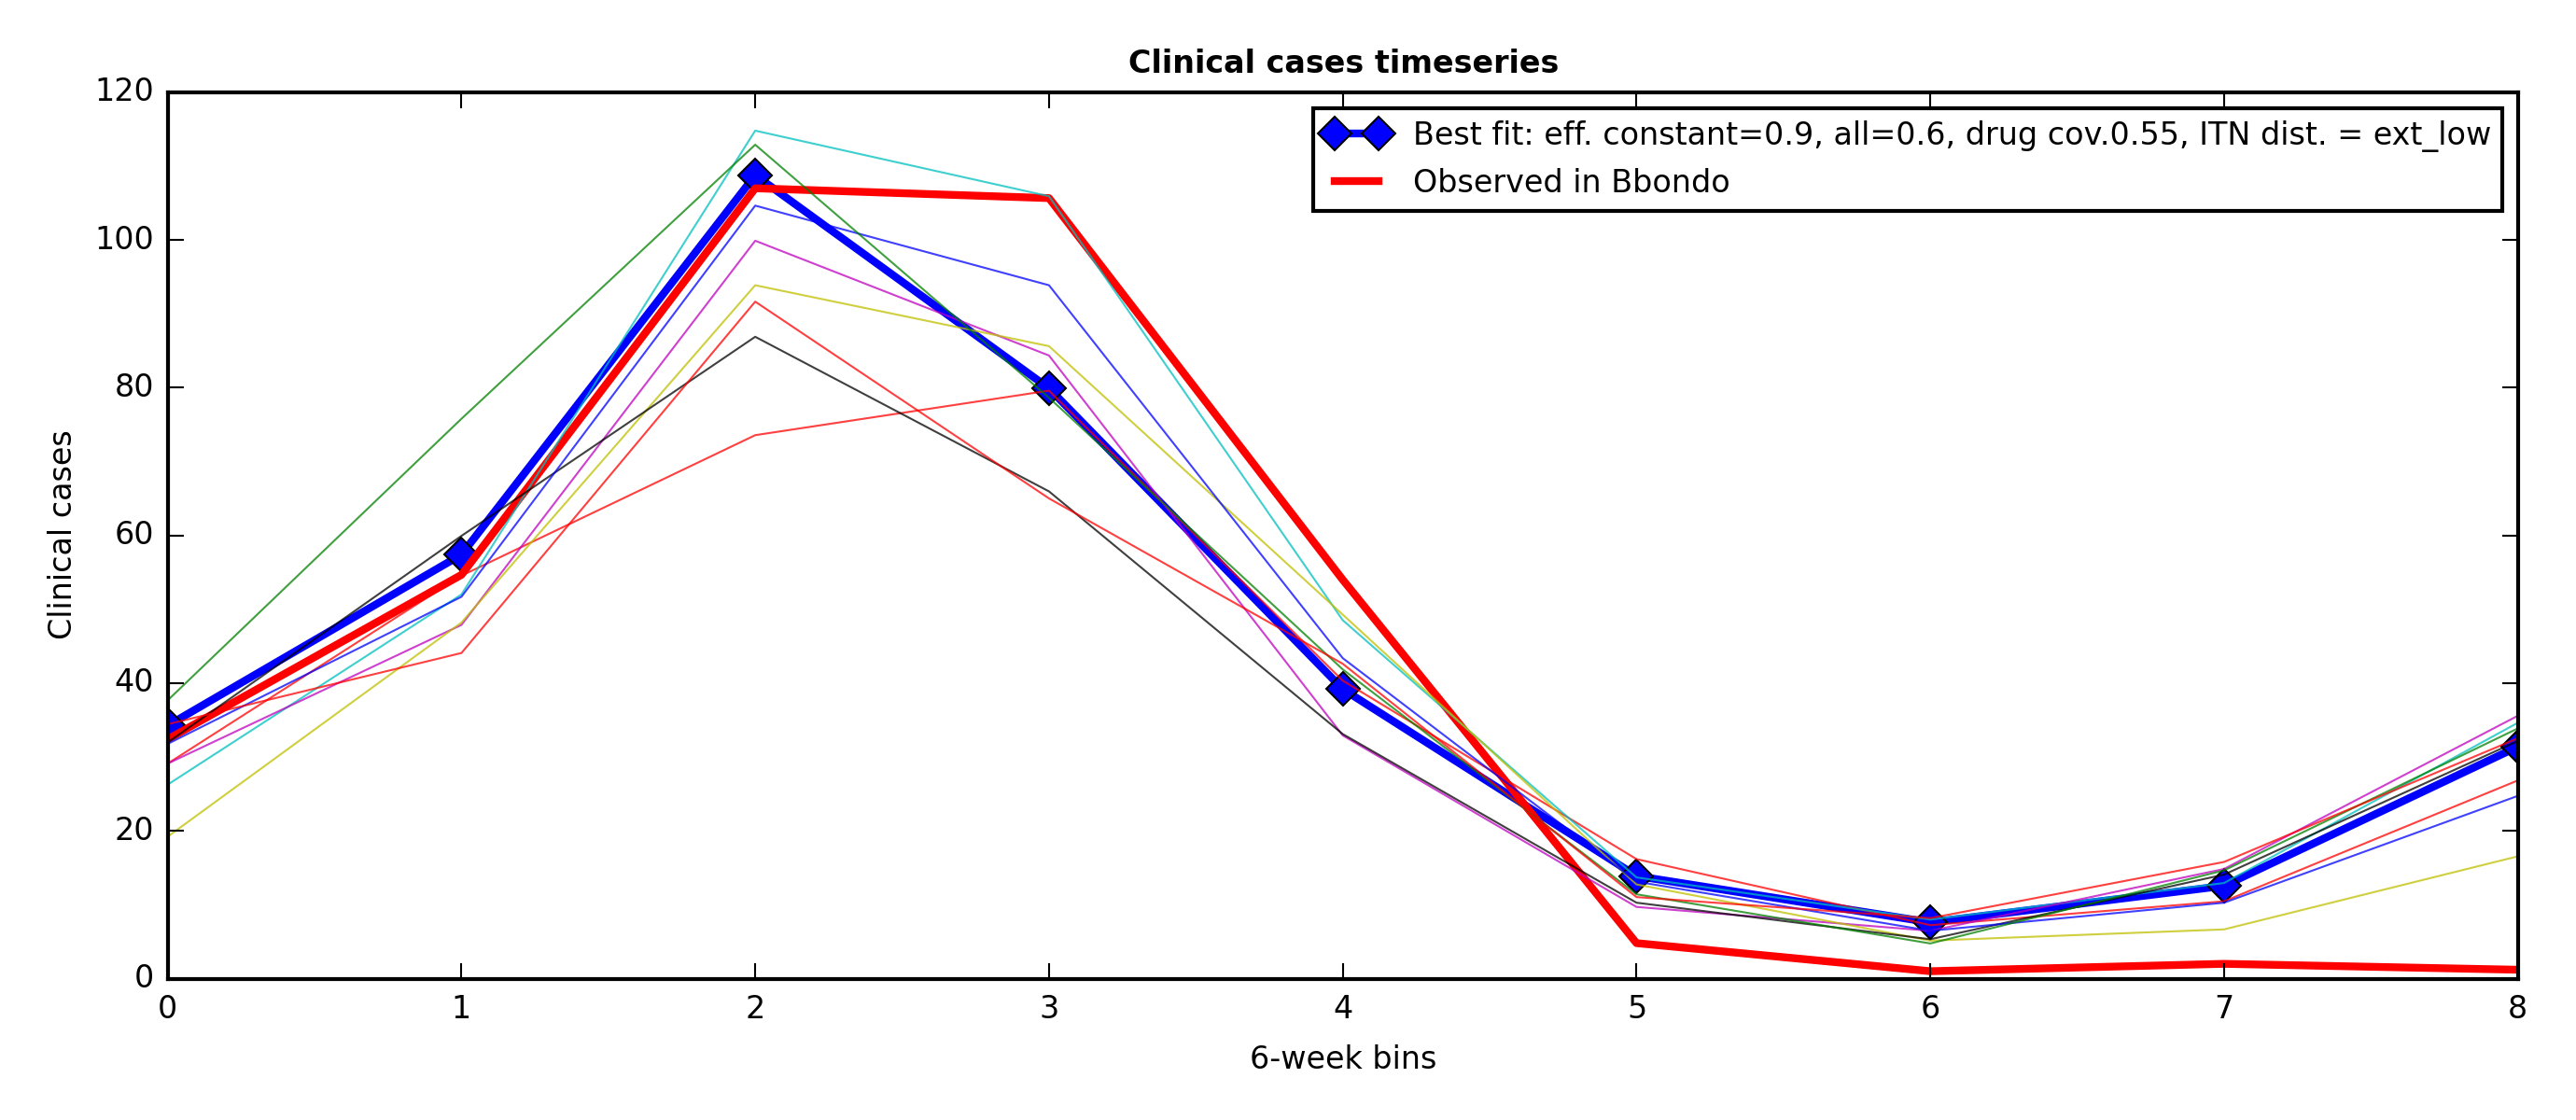 Clinical cases timeseries
120
100
80
60
40
20
0
Clinical cases
Best fit: eff. constant=0.9, all=0.6, drug cov.0.55, ITN dist. = ext_low
Observed in Bbondo
0 1 2 3 4 5 6 7 8
6-week bins